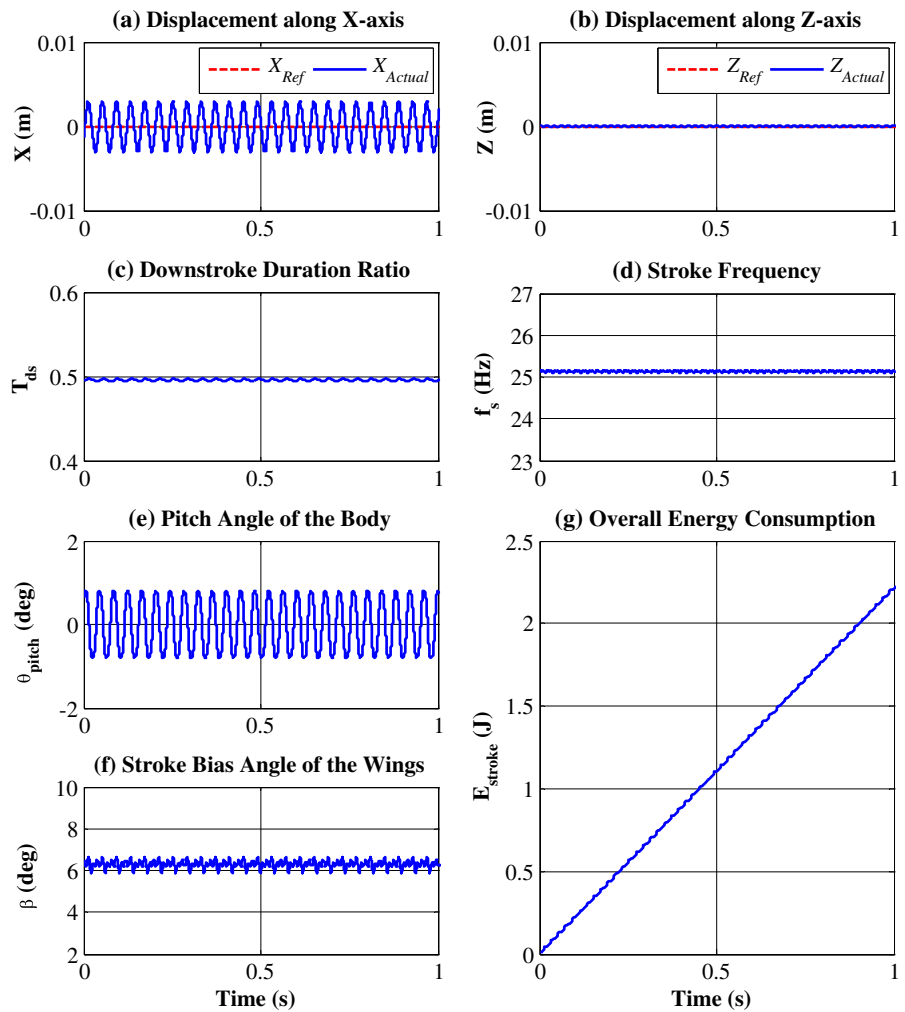 (a) Displacement along X-axis
0.01
0
-0.01
X (m)
X_Ref
X_Actual
0
0.5
1
(b) Displacement along Z-axis
0.01
0
-0.01
Z (m)
Z_Ref
Z_Actual
0
0.5
1
(c) Downstroke Duration Ratio
0.6
0.5
0.4
T_ds
0
0.5
1
(d) Stroke Frequency
27
26
25
24
23
f_s (Hz)
0
0.5
1
(e) Pitch Angle of the Body
2
0
-2
θ_pitch (deg)
0
0.5
1
(f) Stroke Bias Angle of the Wings
10
8
6
4
2
β (deg)
0
0.5
1
Time (s)
(g) Overall Energy Consumption
2.5
2
1.5
1
0.5
0
E_stroke (J)
0
0.5
1
Time (s)